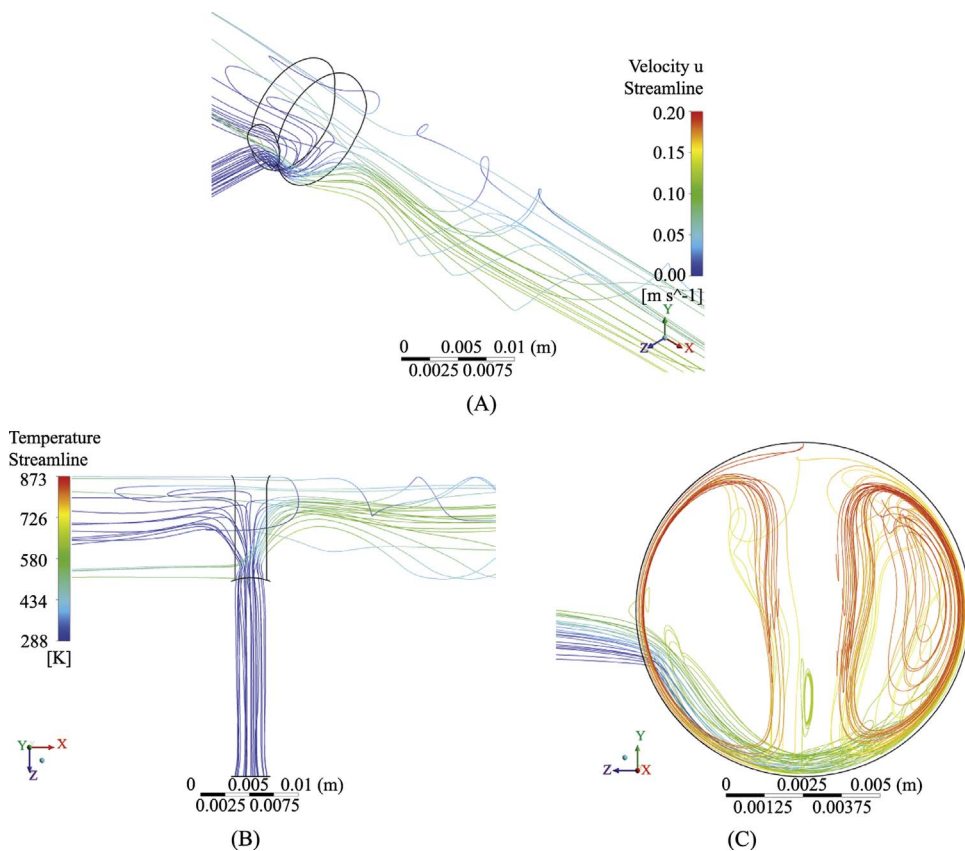 Velocity u
Streamline
0.20
0.15
0.10
0.05
0.00
[m s^-1]
Y
Z X
0 0.005 0.01 (m)
0.0025 0.0075
(A)
Temperature
Streamline
873
726
580
434
288
[K]
Y X
Z
0 0.005 0.01 (m)
0.0025 0.0075
(B)
Y
Z X
0 0.0025 0.005 (m)
0.00125 0.00375
(C)